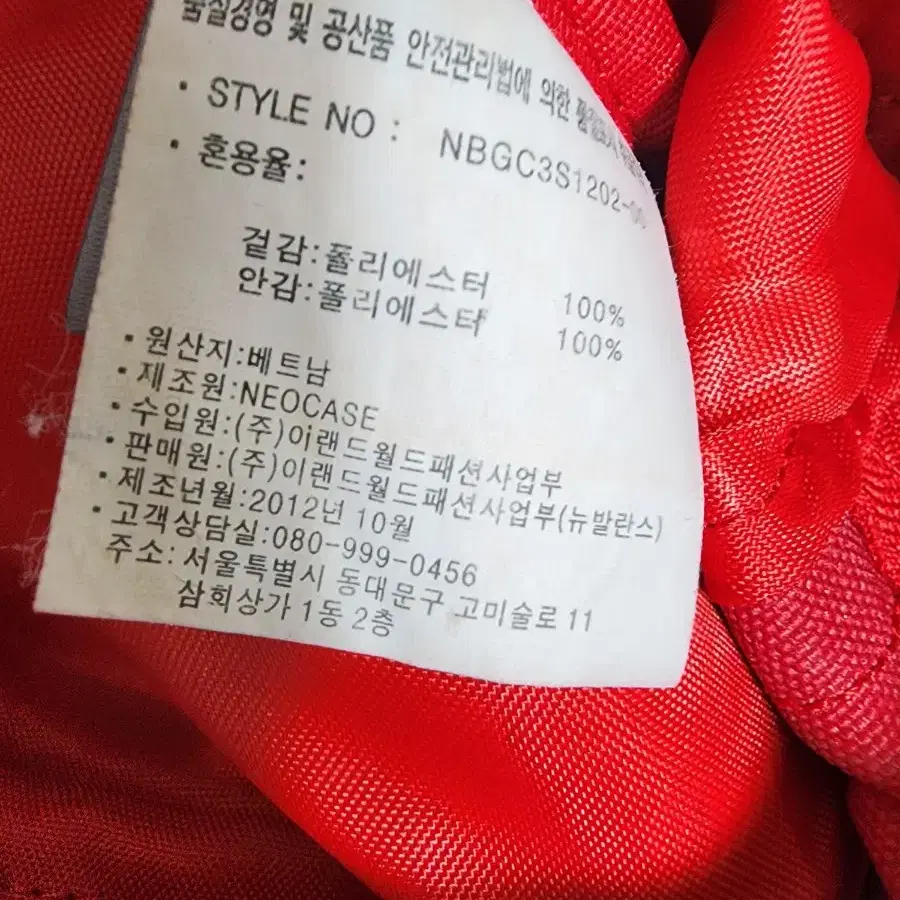 품질경영 및 공산품 안전관리법에 의한
· STYLE NO : NBGC3S1202-00
· 혼용율:
겉감:폴리에스터 100%
안감:폴리에스터 100%
· 원산지:베트남
· 제조원:NEOCASE
· 수입원:(주)이랜드월드패션사업부
· 판매원:(주)이랜드월드패션사업부(뉴발란스)
· 제조년월:2012년 10월
· 고객상담실:080-999-0456
주소: 서울특별시 동대문구 고미술로 11
삼희상가 1동 2층